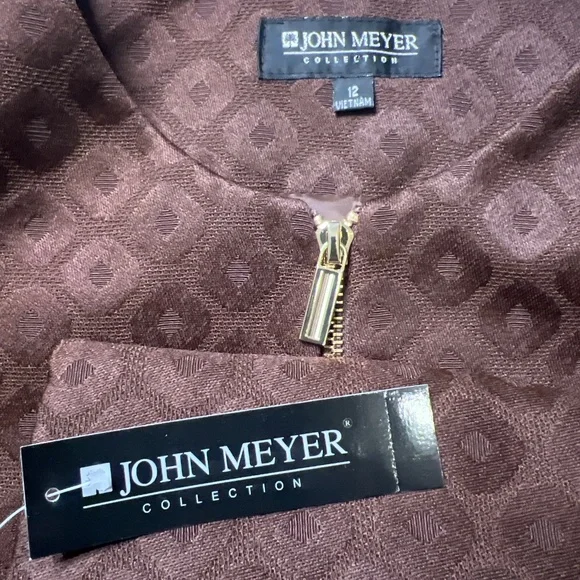 JOHN MEYER
COLLECTION
12
VIETNAM
JOHN MEYER®
COLLECTION